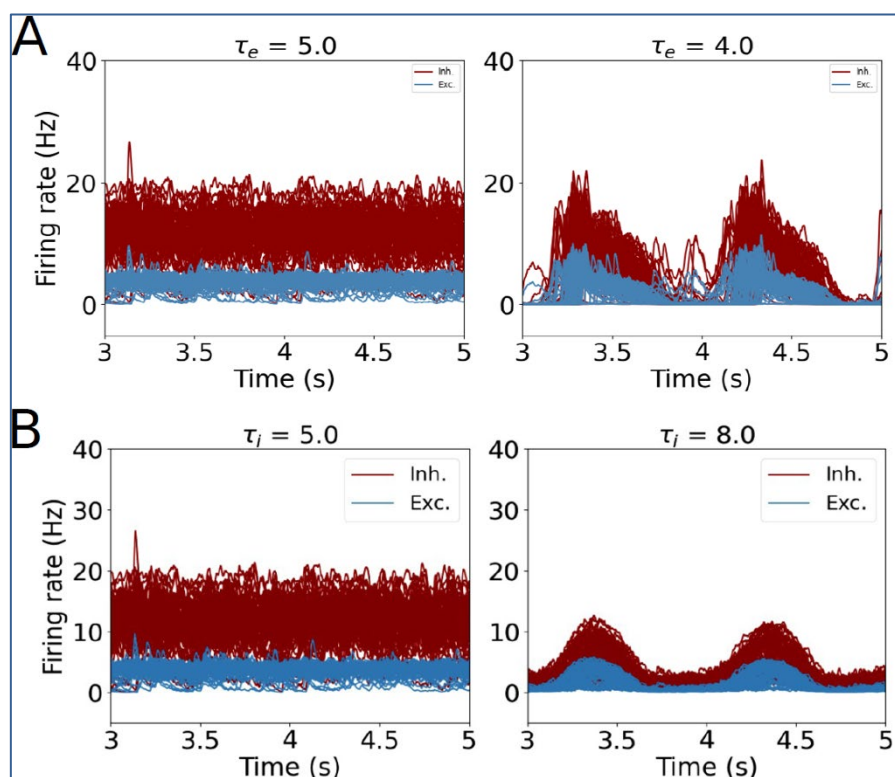 A
τe = 5.0
τe = 4.0
Firing rate (Hz)
40
20
0
Inh.
Exc.
3
3.5
4
4.5
5
Time (s)
40
20
0
Inh.
Exc.
3
3.5
4
4.5
5
Time (s)
B
τi = 5.0
τi = 8.0
Firing rate (Hz)
40
30
20
10
0
Inh.
Exc.
3
3.5
4
4.5
5
Time (s)
40
30
20
10
0
Inh.
Exc.
3
3.5
4
4.5
5
Time (s)